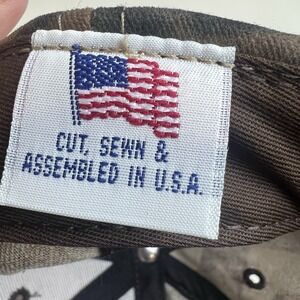 CUT, SEWN &
ASSEMBLED IN U.S.A.